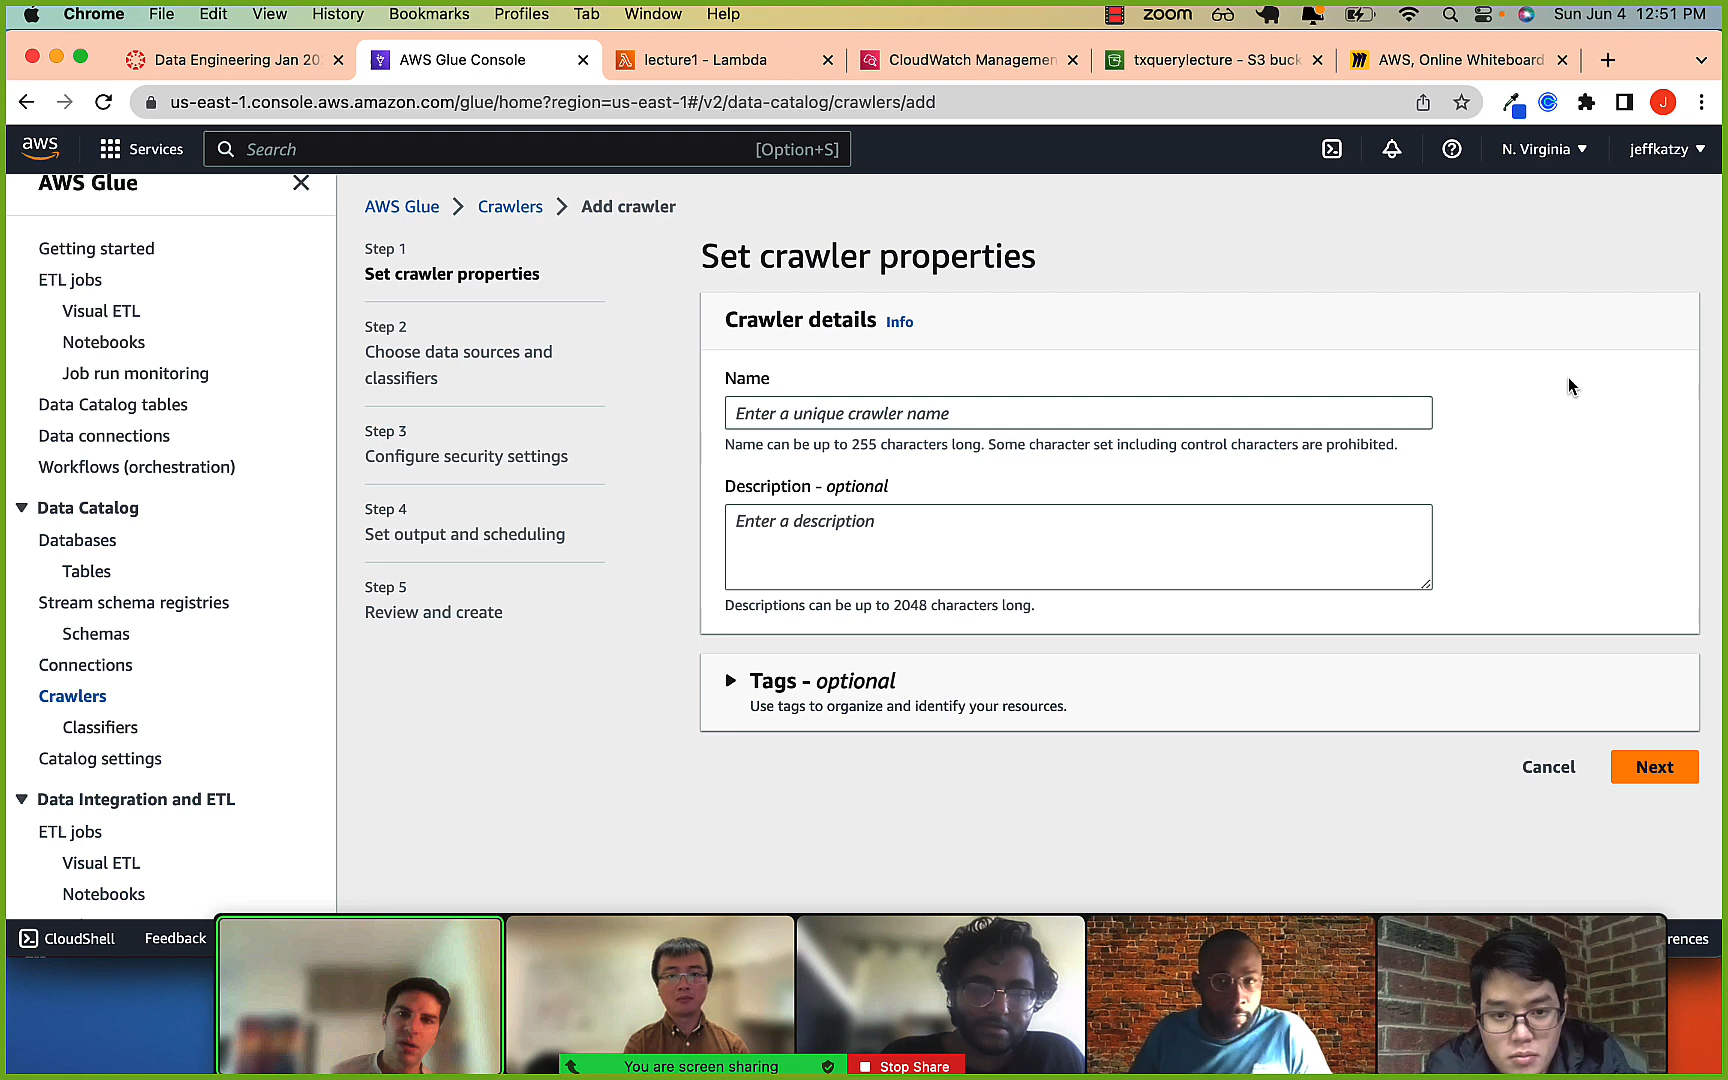 Chrome File Edit View History Bookmarks Profiles Tab Window Help zoom Sun Jun 4 12:51 PM
Data Engineering Jan 20 AWS Glue Console lecture1 - Lambda CloudWatch Managemen txquerylecture - S3 buck AWS, Online Whiteboard
us-east-1.console.aws.amazon.com/glue/home?region=us-east-1#/v2/data-catalog/crawlers/add J
aws Services Search [Option+S] N. Virginia jeffkatzy
AWS Glue
Getting started
ETL jobs
Visual ETL
Notebooks
Job run monitoring
Data Catalog tables
Data connections
Workflows (orchestration)
Data Catalog
Databases
Tables
Stream schema registries
Schemas
Connections
Crawlers
Classifiers
Catalog settings
Data Integration and ETL
ETL jobs
Visual ETL
Notebooks
AWS Glue Crawlers Add crawler
Step 1
Set crawler properties
Step 2
Choose data sources and
classifiers
Step 3
Configure security settings
Step 4
Set output and scheduling
Step 5
Review and create
Set crawler properties
Crawler details Info
Name
Enter a unique crawler name
Name can be up to 255 characters long. Some character set including control characters are prohibited.
Description - optional
Enter a description
Descriptions can be up to 2048 characters long.
Tags - optional
Use tags to organize and identify your resources.
Cancel Next
CloudShell Feedback rences
You are screen sharing Stop Share